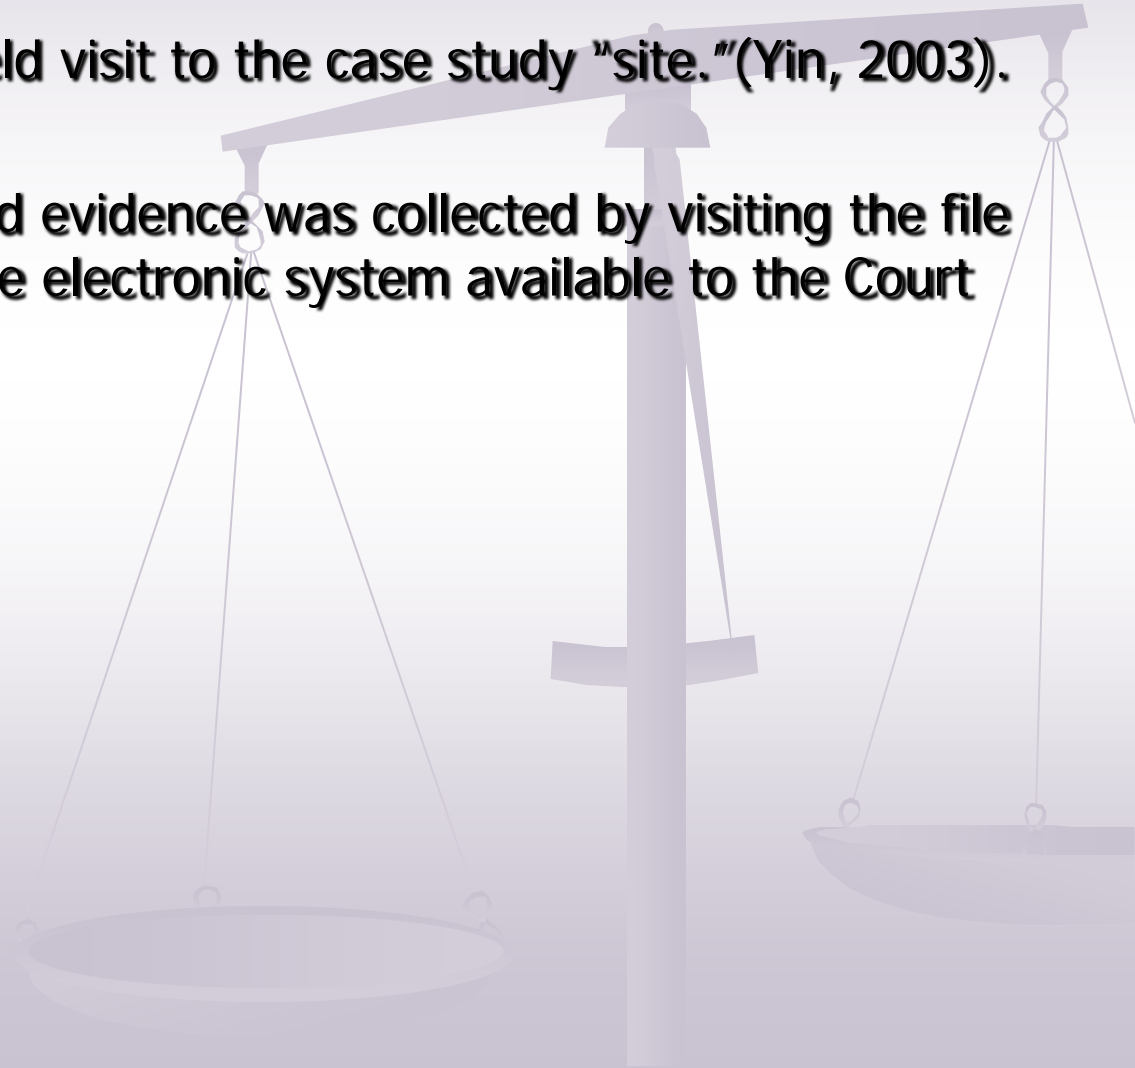 eld visit to the case study “site.”(Yin, 2003).
d evidence was collected by visiting the file
e electronic system available to the Court